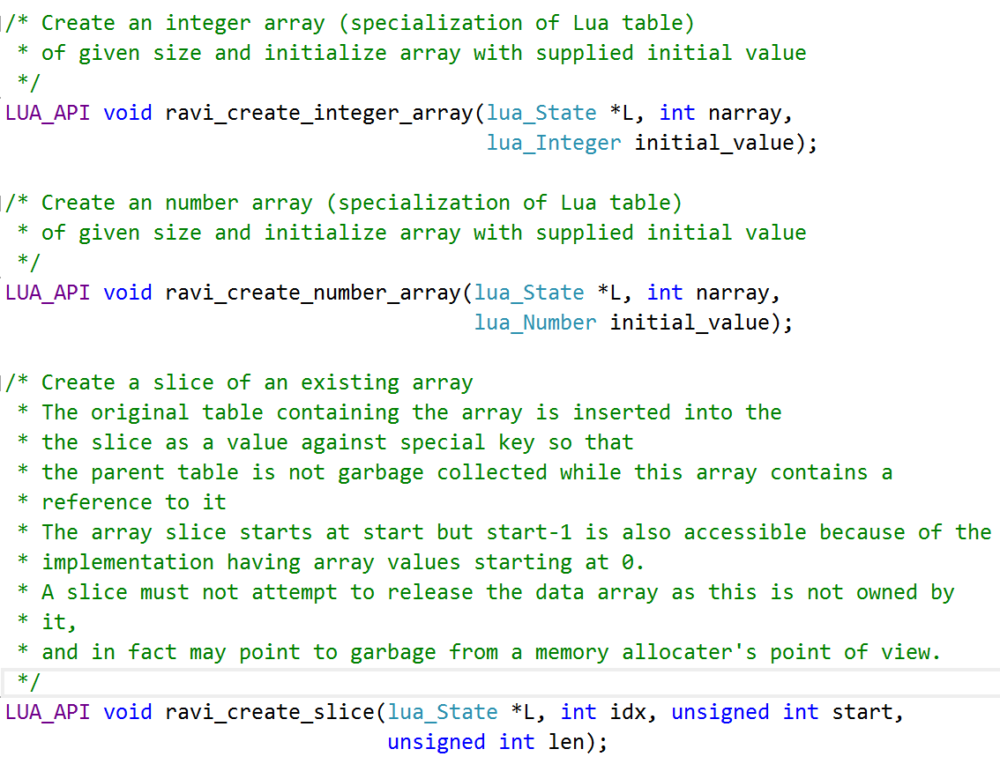 /* Create an integer array (specialization of Lua table)
 * of given size and initialize array with supplied initial value
 */
LUA_API void ravi_create_integer_array(lua_State *L, int narray,
                                       lua_Integer initial_value);

/* Create an number array (specialization of Lua table)
 * of given size and initialize array with supplied initial value
 */
LUA_API void ravi_create_number_array(lua_State *L, int narray,
                                      lua_Number initial_value);

/* Create a slice of an existing array
 * The original table containing the array is inserted into the
 * the slice as a value against special key so that
 * the parent table is not garbage collected while this array contains a
 * reference to it
 * The array slice starts at start but start-1 is also accessible because of the
 * implementation having array values starting at 0.
 * A slice must not attempt to release the data array as this is not owned by
 * it,
 * and in fact may point to garbage from a memory allocater's point of view.
 */
LUA_API void ravi_create_slice(lua_State *L, int idx, unsigned int start,
                               unsigned int len);